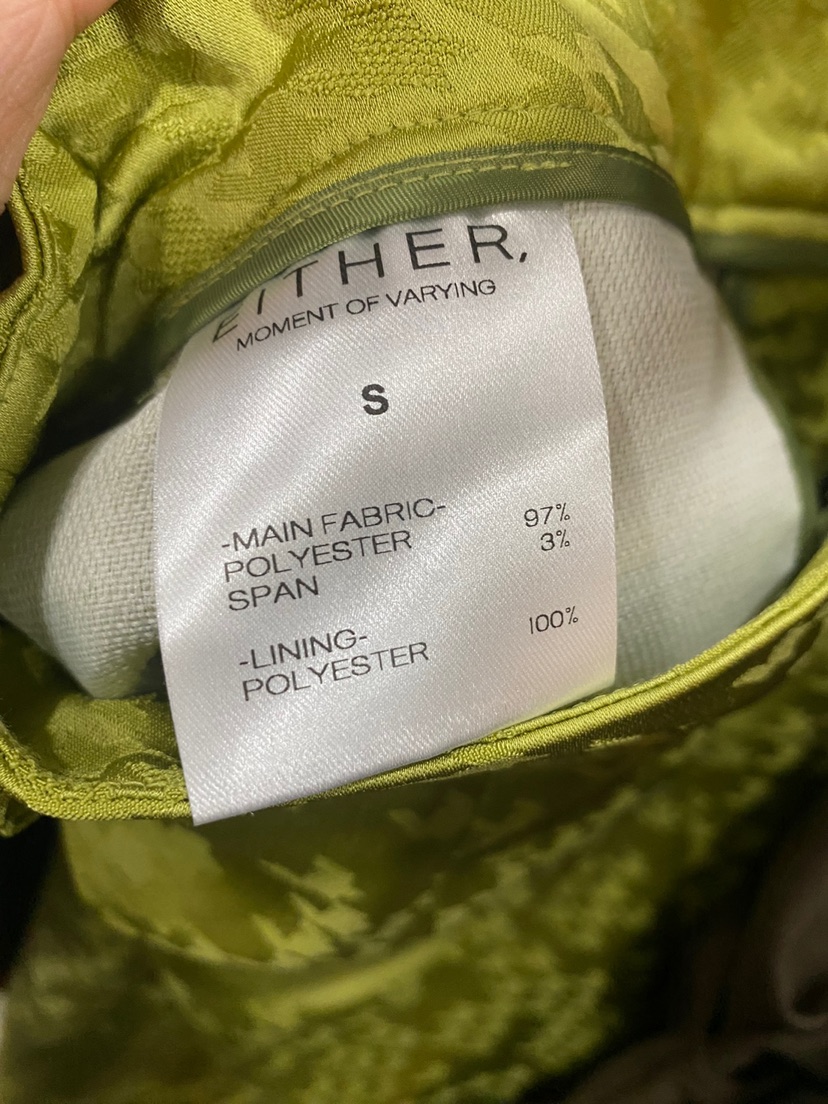 EITHER,
MOMENT OF VARYING
S
-MAIN FABRIC-
POLYESTER 97%
SPAN 3%
-LINING-
POLYESTER 100%